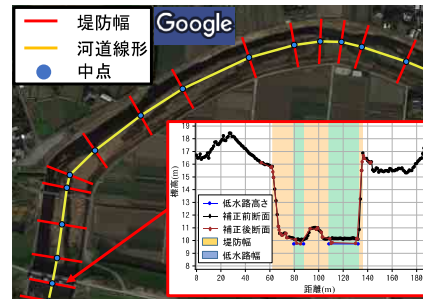 堤防幅
河道線形
中点
Google
19
18
17
16
15
14
13
12
11
10
9
8
標高(m)
低水路高さ
補正前断面
補正後断面
堤防幅
低水路幅
0 20 40 60 80 100 120 140 160 180
距離(m)